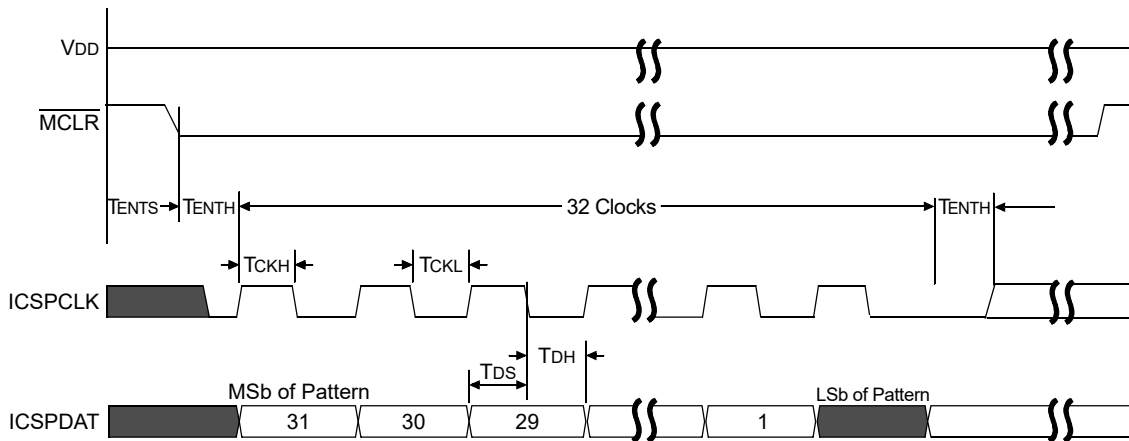 VDD
MCLR
TENTS
TENTH
32 Clocks
TENTH
TCKH
TCKL
ICSPCLK
TDH
TDS
MSb of Pattern
LSb of Pattern
ICSPDAT
31
30
29
1